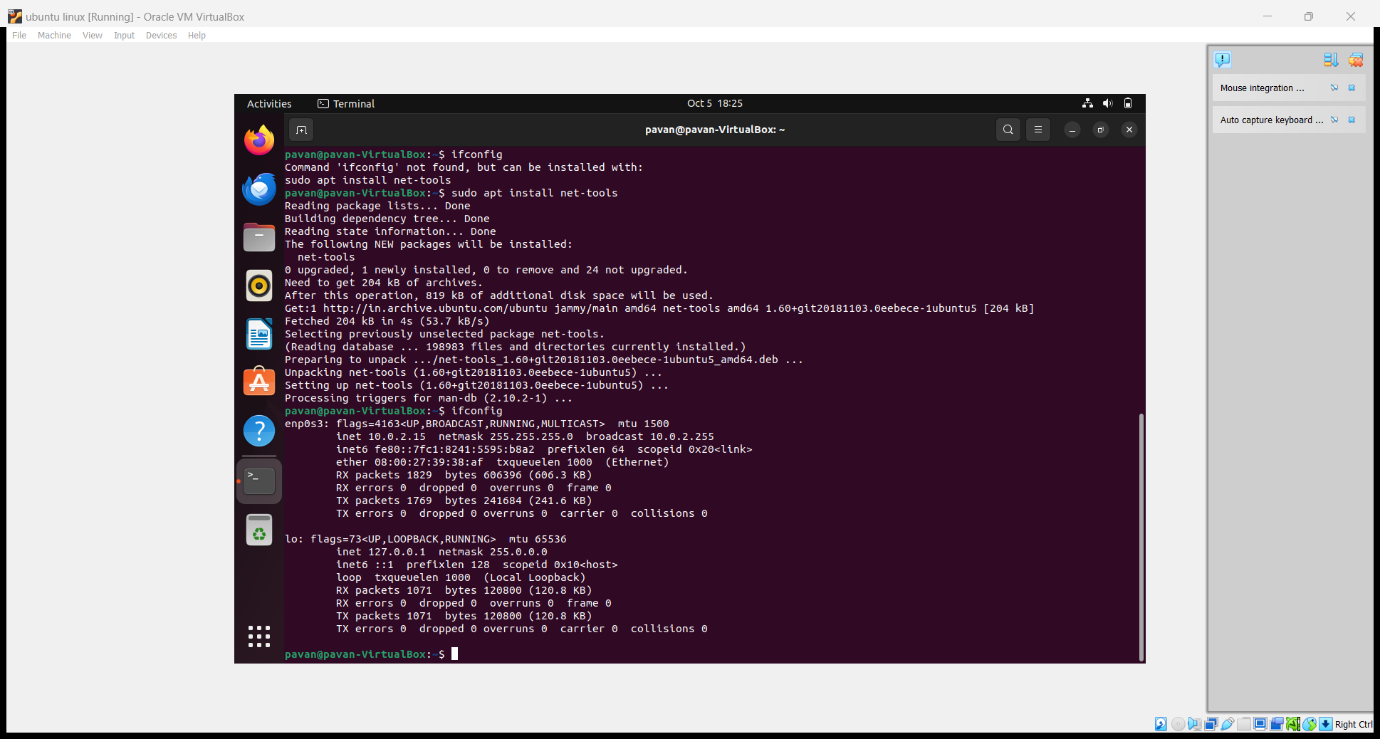 ubuntu linux [Running] - Oracle VM VirtualBox
File Machine View Input Devices Help
Mouse integration ...
Auto capture keyboard ...
Activities Terminal Oct 5 18:25
pavan@pavan-VirtualBox: ~
pavan@pavan-VirtualBox:~$ ifconfig
Command 'ifconfig' not found, but can be installed with:
sudo apt install net-tools
pavan@pavan-VirtualBox:~$ sudo apt install net-tools
Reading package lists... Done
Building dependency tree... Done
Reading state information... Done
The following NEW packages will be installed:
  net-tools
0 upgraded, 1 newly installed, 0 to remove and 24 not upgraded.
Need to get 204 kB of archives.
After this operation, 819 kB of additional disk space will be used.
Get:1 http://in.archive.ubuntu.com/ubuntu jammy/main amd64 net-tools amd64 1.60+git20181103.0eebece-1ubuntu5 [204 kB]
Fetched 204 kB in 4s (53.7 kB/s)
Selecting previously unselected package net-tools.
(Reading database ... 198983 files and directories currently installed.)
Preparing to unpack .../net-tools_1.60+git20181103.0eebece-1ubuntu5_amd64.deb ...
Unpacking net-tools (1.60+git20181103.0eebece-1ubuntu5) ...
Setting up net-tools (1.60+git20181103.0eebece-1ubuntu5) ...
Processing triggers for man-db (2.10.2-1) ...
pavan@pavan-VirtualBox:~$ ifconfig
enp0s3: flags=4163<UP,BROADCAST,RUNNING,MULTICAST>  mtu 1500
        inet 10.0.2.15  netmask 255.255.255.0  broadcast 10.0.2.255
        inet6 fe80::7fc1:8241:5595:b8a2  prefixlen 64  scopeid 0x20<link>
        ether 08:00:27:39:38:af  txqueuelen 1000  (Ethernet)
        RX packets 1829  bytes 606396 (606.3 KB)
        RX errors 0  dropped 0  overruns 0  frame 0
        TX packets 1769  bytes 241684 (241.6 KB)
        TX errors 0  dropped 0 overruns 0  carrier 0  collisions 0
lo: flags=73<UP,LOOPBACK,RUNNING>  mtu 65536
        inet 127.0.0.1  netmask 255.0.0.0
        inet6 ::1  prefixlen 128  scopeid 0x10<host>
        loop  txqueuelen 1000  (Local Loopback)
        RX packets 1071  bytes 120800 (120.8 KB)
        RX errors 0  dropped 0  overruns 0  frame 0
        TX packets 1071  bytes 120800 (120.8 KB)
        TX errors 0  dropped 0 overruns 0  carrier 0  collisions 0
pavan@pavan-VirtualBox:~$
Right Ctrl